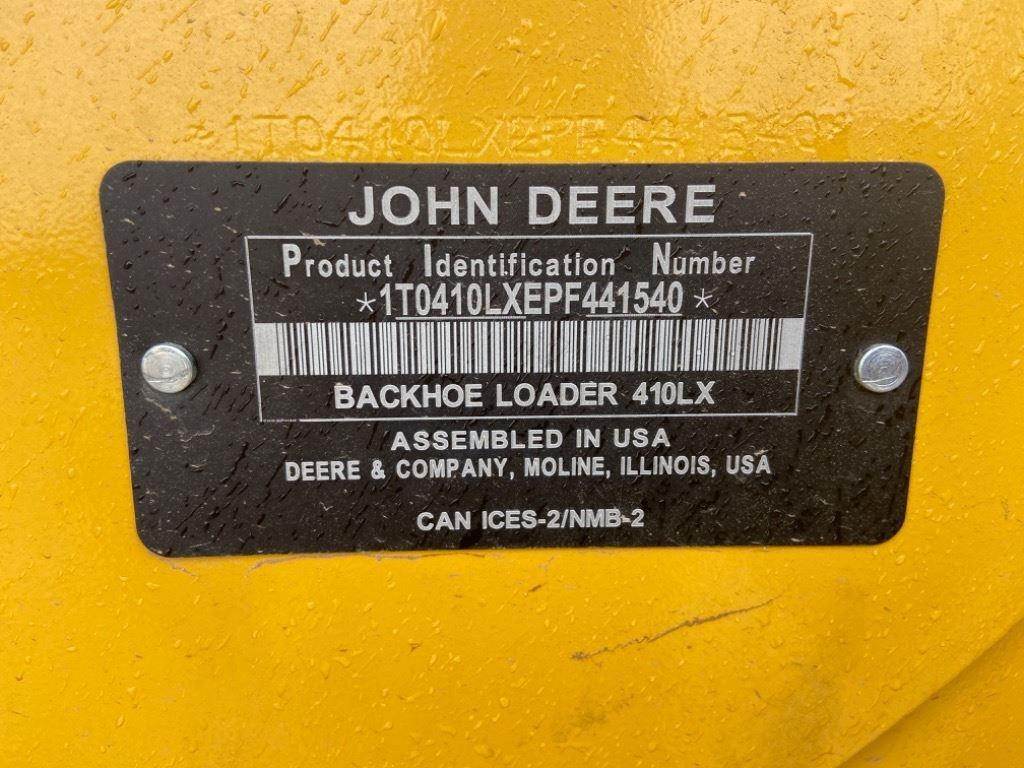 JOHN DEERE
Product Identification Number
*1T0410LXEPF441540*
BACKHOE LOADER 410LX
ASSEMBLED IN USA
DEERE & COMPANY, MOLINE, ILLINOIS, USA
CAN ICES-2/NMB-2